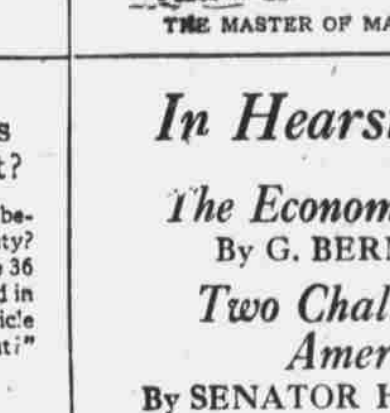 THE MASTER OF MA
In Hears
The Econom
By G. BER
Two Chal
Amer
By SENATOR
s
t?
be-
ty?
36
d in
icle
t;"